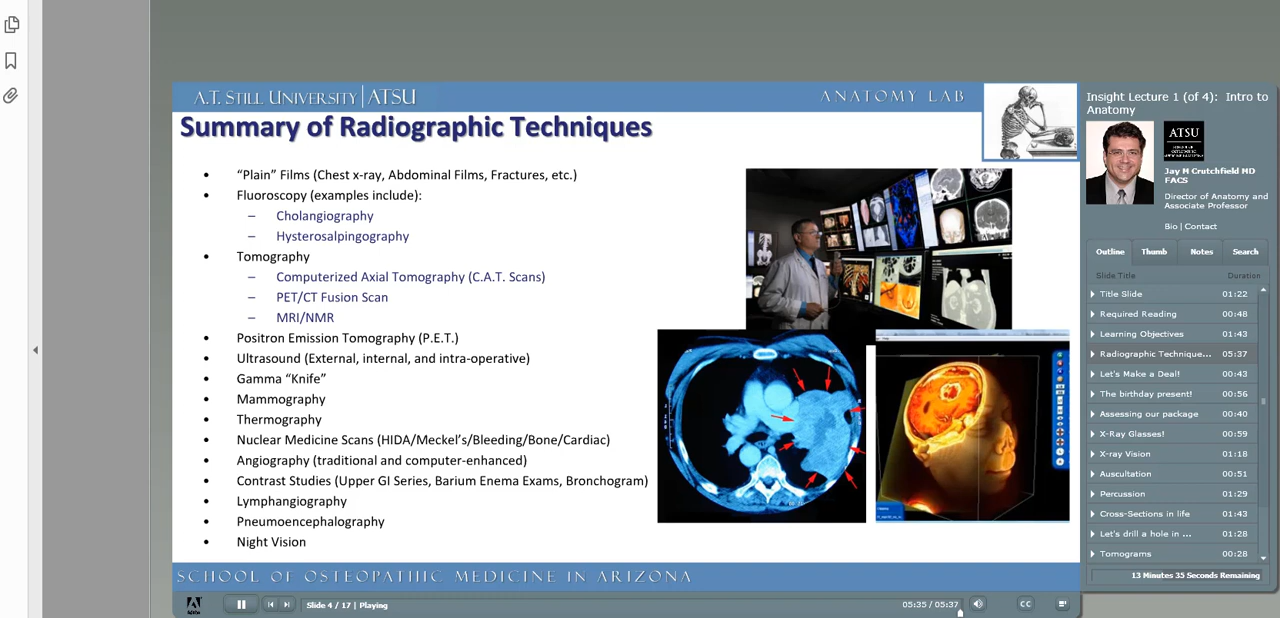 A.T. STILL UNIVERSITY | ATSU
ANATOMY LAB
Summary of Radiographic Techniques
• "Plain" Films (Chest x-ray, Abdominal Films, Fractures, etc.)
• Fluoroscopy (examples include):
– Cholangiography
– Hysterosalpingography
• Tomography
– Computerized Axial Tomography (C.A.T. Scans)
– PET/CT Fusion Scan
– MRI/NMR
• Positron Emission Tomography (P.E.T.)
• Ultrasound (External, internal, and intra-operative)
• Gamma "Knife"
• Mammography
• Thermography
• Nuclear Medicine Scans (HIDA/Meckel's/Bleeding/Bone/Cardiac)
• Angiography (traditional and computer-enhanced)
• Contrast Studies (Upper GI Series, Barium Enema Exams, Bronchogram)
• Lymphangiography
• Pneumoencephalography
• Night Vision
SCHOOL OF OSTEOPATHIC MEDICINE IN ARIZONA
Slide 4 / 17 | Playing
05:35 / 05:37
CC
Insight Lecture 1 (of 4): Intro to
Anatomy
ATSU
Jay M Crutchfield MD
FACS
Director of Anatomy and
Associate Professor
Bio | Contact
Outline Thumb Notes Search
Slide Title Duration
Title Slide 01:22
Required Reading 00:48
Learning Objectives 01:43
Radiographic Technique... 05:37
Let's Make a Deal! 00:43
The birthday present! 00:56
Assessing our package 00:40
X-Ray Glasses! 00:59
X-ray Vision 01:18
Auscultation 00:51
Percussion 01:29
Cross-Sections in life 01:43
Let's drill a hole in ... 01:28
Tomograms 00:28
13 Minutes 35 Seconds Remaining